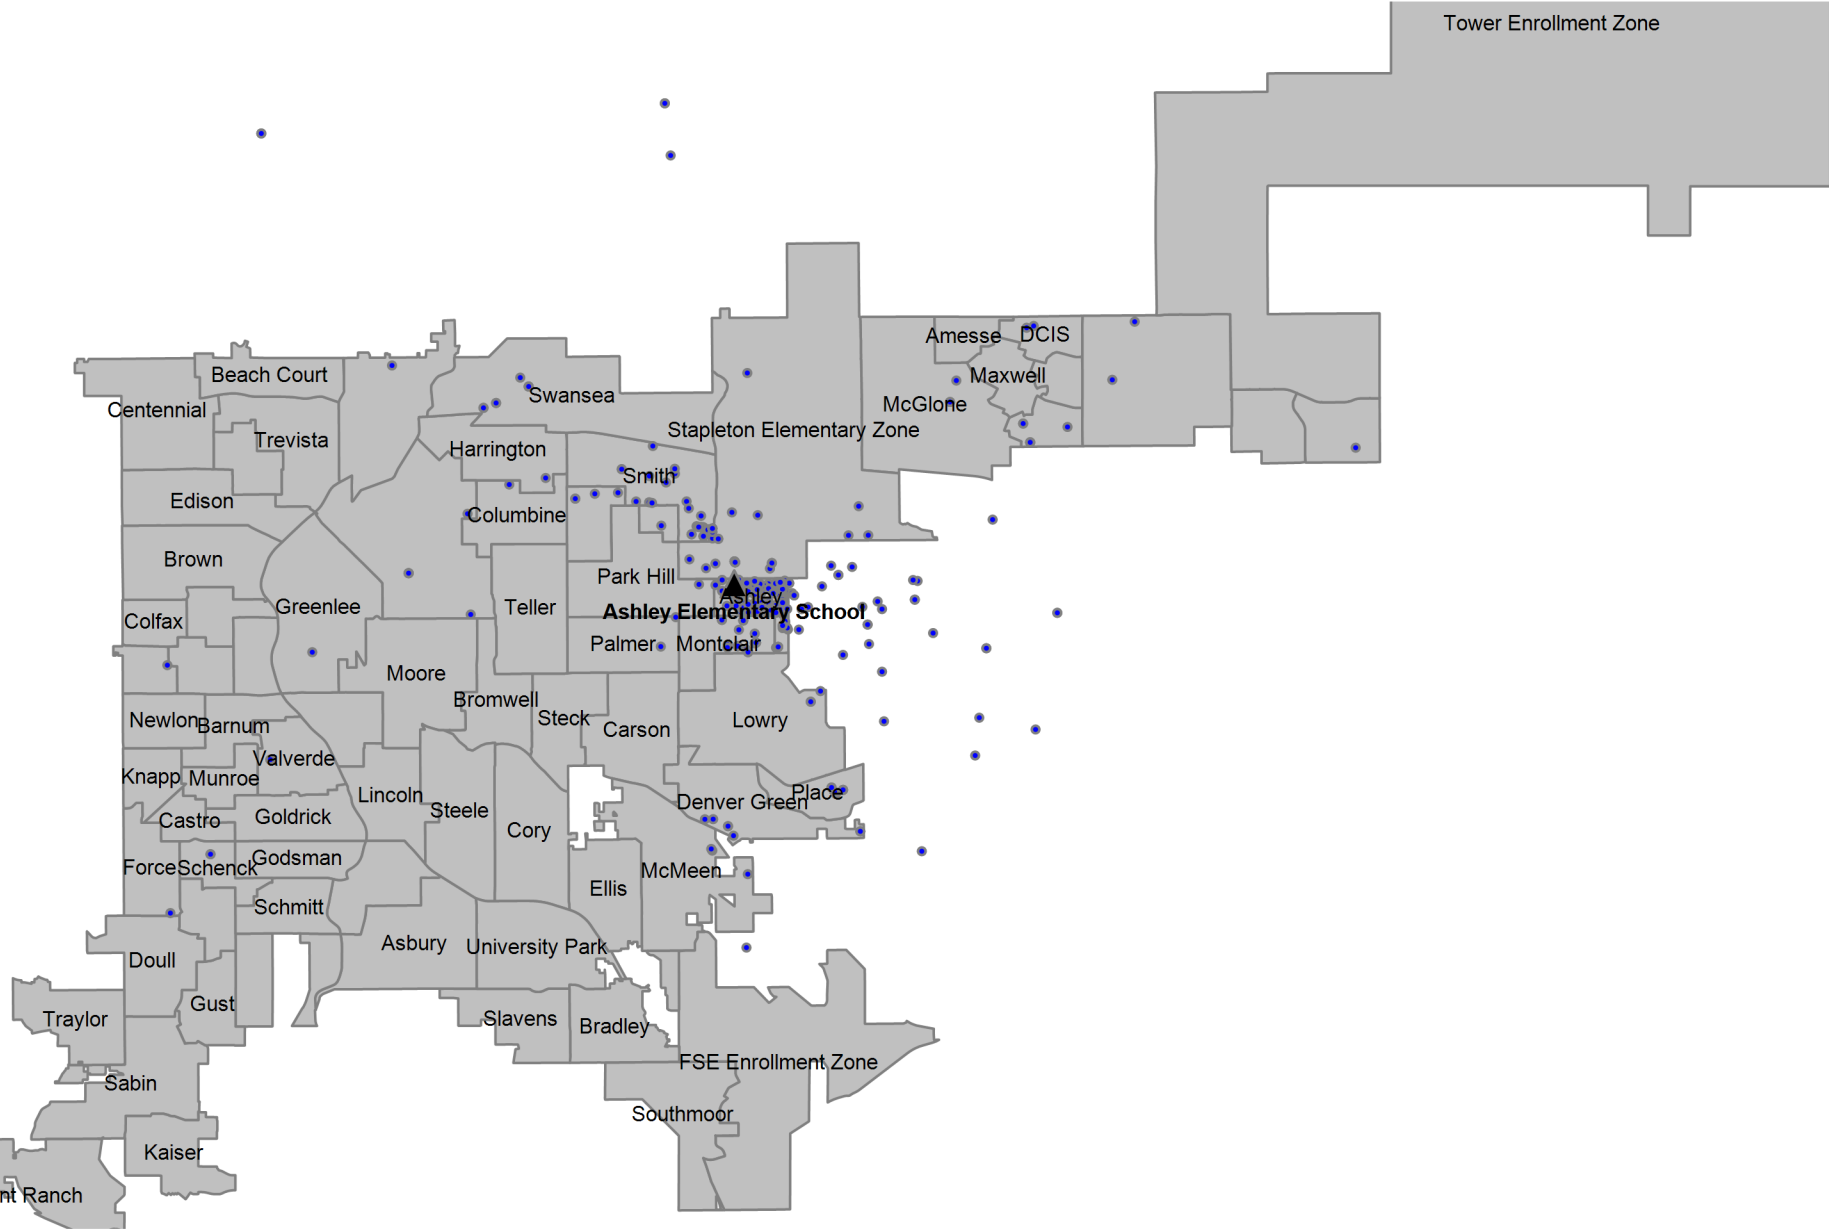 Tower Enrollment Zone
Amesse
DCIS
Beach Court
Maxwell
Swansea
McGlone
Centennial
Stapleton Elementary Zone
Trevista
Harrington
Smith
Edison
Columbine
Brown
Park Hill
Ashley
Greenlee
Teller
Ashley Elementary School
Colfax
Palmer
Montclair
Moore
Bromwell
Newlon
Barnum
Steck
Carson
Lowry
Valverde
Knapp
Munroe
Lincoln
Place
Denver Green
Steele
Castro
Goldrick
Cory
Force
Schenck
Godsman
McMeen
Ellis
Schmitt
Asbury
University Park
Doull
Gust
Traylor
Slavens
Bradley
FSE Enrollment Zone
Sabin
Southmoor
Kaiser
nt Ranch